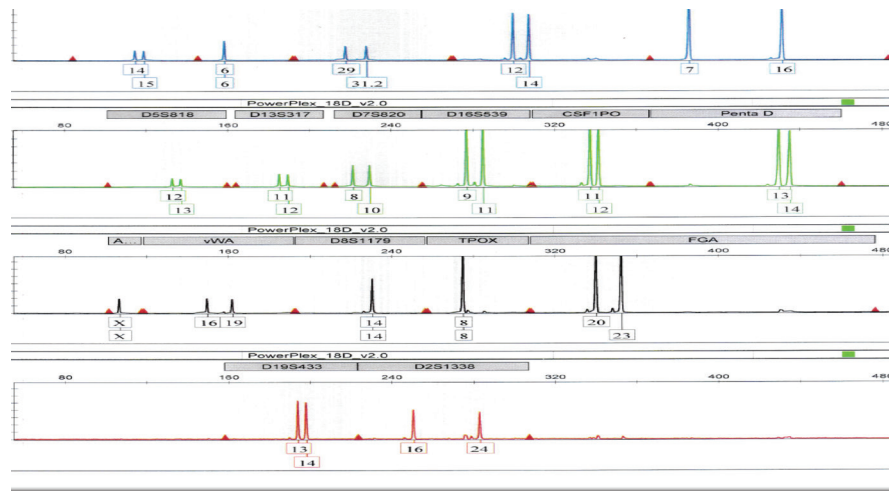 14 6 29 12 7 16
15 6 31.2 14
PowerPlex_18D_v2.0
D5S818 D13S317 D7S820 D16S539 CSF1PO Penta D
80 160 240 320 400 480
12 11 8 9 11 13
13 12 10 11 12 14
PowerPlex_18D_v2.0
A... vWA D8S1179 TPOX FGA
80 160 240 320 400 480
X 16 19 14 8 20
X 14 8 23
PowerPlex_18D_v2.0
80 160 240 320 400 480
D19S433 D2S1338
13 16 24
14